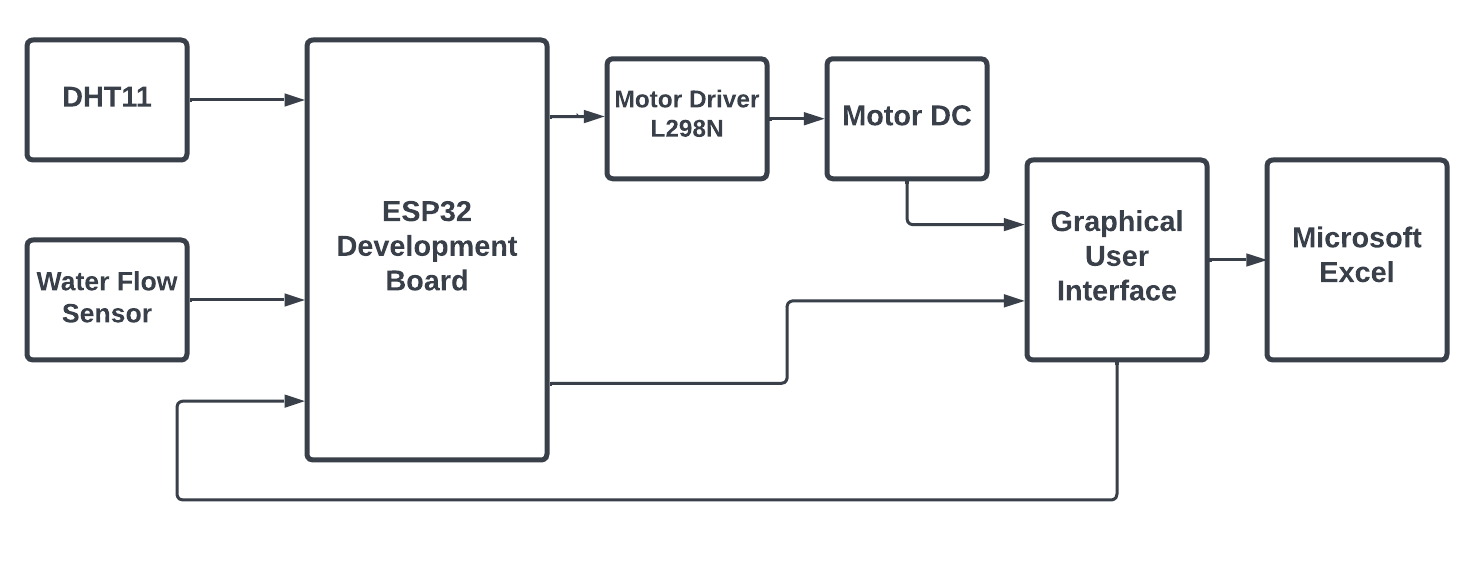 DHT11
Water Flow
Sensor
ESP32
Development
Board
Motor Driver
L298N
Motor DC
Graphical
User
Interface
Microsoft
Excel